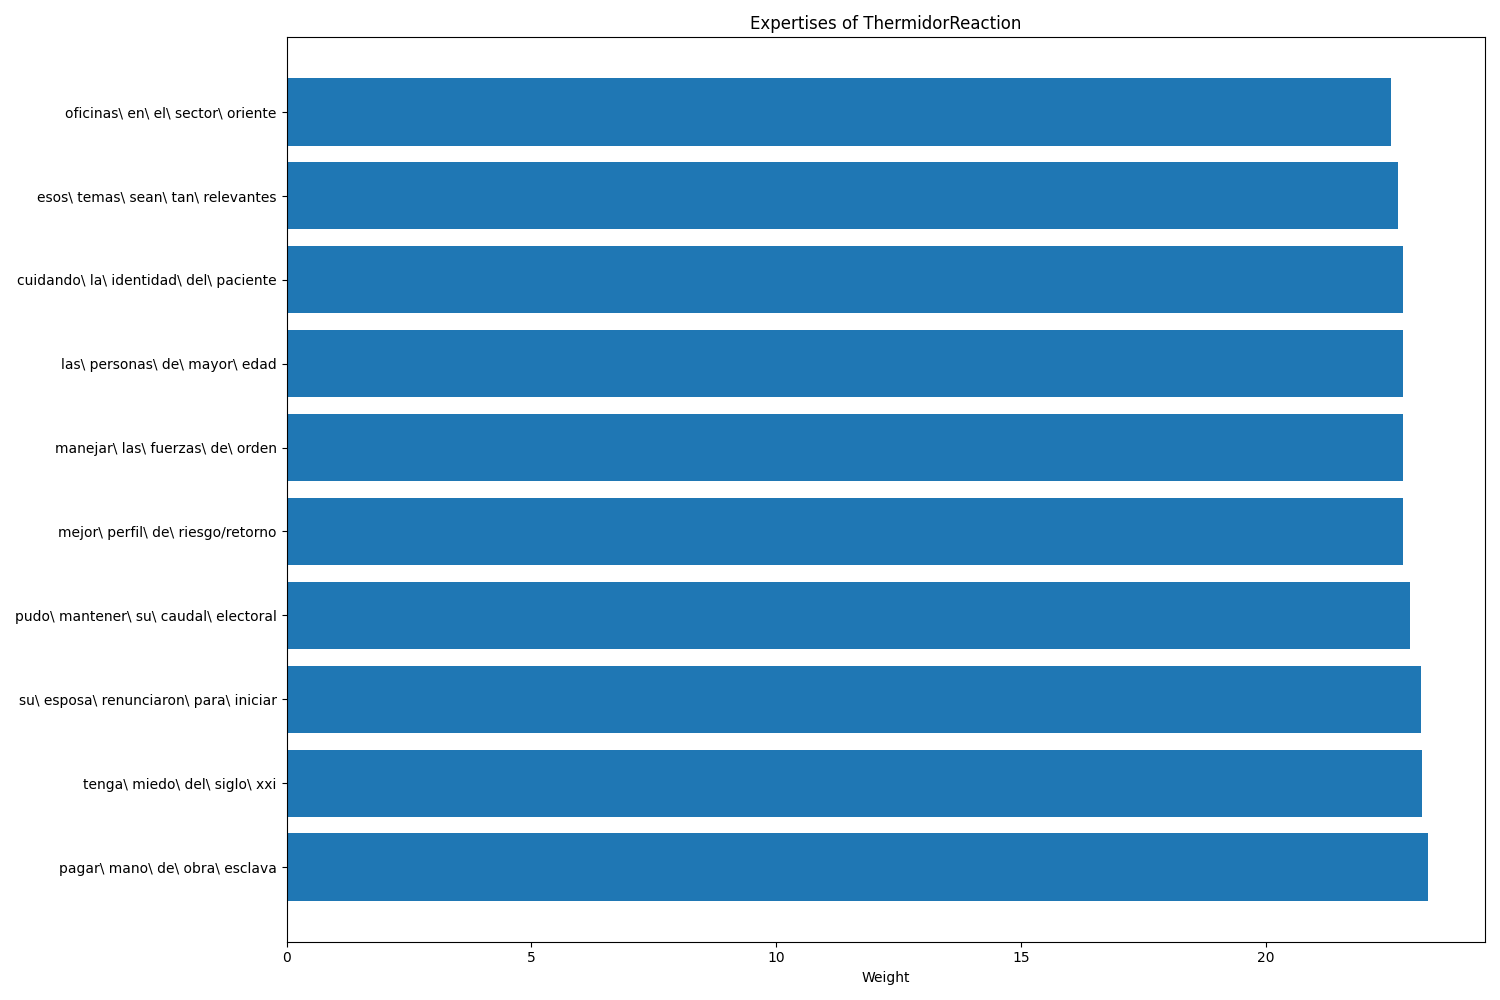 Expertises of ThermidorReaction
oficinas\ en\ el\ sector\ oriente
esos\ temas\ sean\ tan\ relevantes
cuidando\ la\ identidad\ del\ paciente
las\ personas\ de\ mayor\ edad
manejar\ las\ fuerzas\ de\ orden
mejor\ perfil\ de\ riesgo/retorno
pudo\ mantener\ su\ caudal\ electoral
su\ esposa\ renunciaron\ para\ iniciar
tenga\ miedo\ del\ siglo\ xxi
pagar\ mano\ de\ obra\ esclava
0 5 10 15 20
Weight